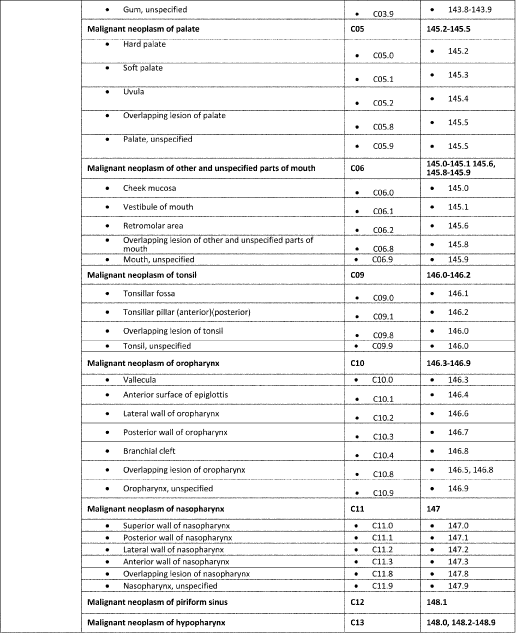 • Gum, unspecified • C03.9 • 143.8-143.9
Malignant neoplasm of palate C05 145.2-145.5
• Hard palate • C05.0 • 145.2
• Soft palate • C05.1 • 145.3
• Uvula • C05.2 • 145.4
• Overlapping lesion of palate • C05.8 • 145.5
• Palate, unspecified • C05.9 • 145.5
Malignant neoplasm of other and unspecified parts of mouth C06 145.0-145.1 145.6,
145.8-145.9
• Cheek mucosa • C06.0 • 145.0
• Vestibule of mouth • C06.1 • 145.1
• Retromolar area • C06.2 • 145.6
• Overlapping lesion of other and unspecified parts of
mouth • C06.8 • 145.8
• Mouth, unspecified • C06.9 • 145.9
Malignant neoplasm of tonsil C09 146.0-146.2
• Tonsillar fossa • C09.0 • 146.1
• Tonsillar pillar (anterior)(posterior) • C09.1 • 146.2
• Overlapping lesion of tonsil • C09.8 • 146.0
• Tonsil, unspecified • C09.9 • 146.0
Malignant neoplasm of oropharynx C10 146.3-146.9
• Vallecula • C10.0 • 146.3
• Anterior surface of epiglottis • C10.1 • 146.4
• Lateral wall of oropharynx • C10.2 • 146.6
• Posterior wall of oropharynx • C10.3 • 146.7
• Branchial cleft • C10.4 • 146.8
• Overlapping lesion of oropharynx • C10.8 • 146.5, 146.8
• Oropharynx, unspecified • C10.9 • 146.9
Malignant neoplasm of nasopharynx C11 147
• Superior wall of nasopharynx • C11.0 • 147.0
• Posterior wall of nasopharynx • C11.1 • 147.1
• Lateral wall of nasopharynx • C11.2 • 147.2
• Anterior wall of nasopharynx • C11.3 • 147.3
• Overlapping lesion of nasopharynx • C11.8 • 147.8
• Nasopharynx, unspecified • C11.9 • 147.9
Malignant neoplasm of piriform sinus C12 148.1
Malignant neoplasm of hypopharynx C13 148.0, 148.2-148.9